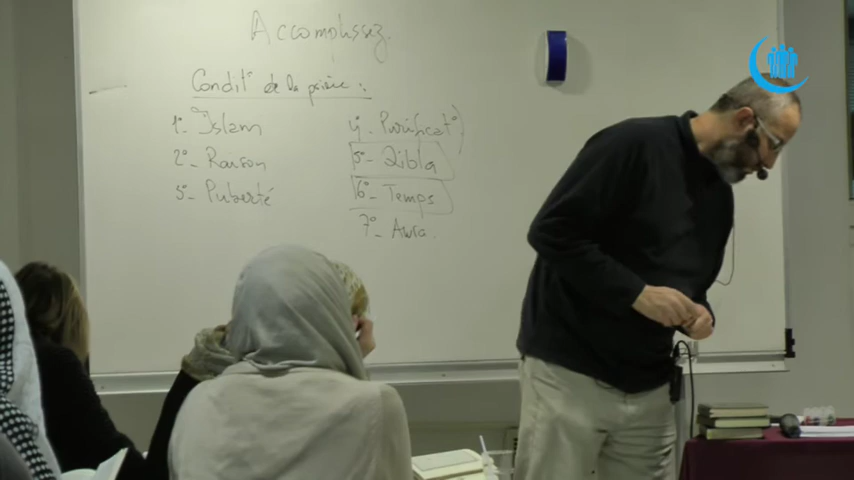 Accomplissez.
Condit° de la prière :
1°- Islam
2°- Raison
3°- Puberté
4°- Purificat°
5°- Qibla
6°- Temps
7°- Awra.